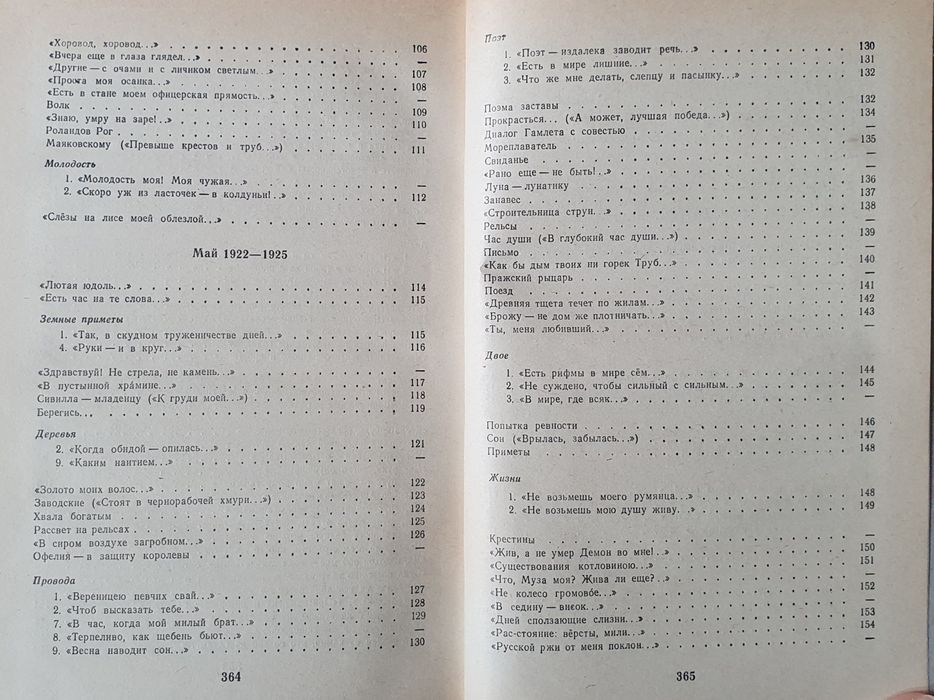 «Хоровод, хоровод...» 106
«Вчера еще в глаза глядел...» —
«Другие — с очами и с личиком светлым...» 107
«Проста моя осанка...» 108
«Есть в стане моем офицерская прямость...» —
Волк 109
«Знаю, умру на заре!..» 110
Роландов Рог —
Маяковскому («Превыше крестов и труб...») 111
Молодость
1. «Молодость моя! Моя чужая...» —
2. «Скоро уж из ласточек — в колдуньи!..» 112
«Слёзы на лисе моей облезлой...» —
Май 1922—1925
«Лютая юдоль...» 114
«Есть час на те слова...» 115
Земные приметы
1. «Так, в скудном труженичестве дней...» 115
4. «Руки — и в круг...» 116
«Здравствуй! Не стрела, не камень...» —
«В пустынной хра́мине...» 117
Сивилла — младенцу («К груди моей...») 118
Берегись... 119
Деревья
2. «Когда обидой — опилась...» 121
9. «Каким наитием...» —
«Золото моих волос...» 122
Заводские («Стоят в чернорабочей хмури...») 123
Хвала богатым 124
Рассвет на рельсах 125
«В сиром воздухе загробном...» 126
Офелия — в защиту королевы —
Провода
1. «Вереницею певчих свай...» 127
2. «Чтоб высказать тебе...» 128
7. «В час, когда мой милый брат...» 129
8. «Терпеливо, как щебень бьют...» —
9. «Весна наводит сон...» 130
364
Поэт
1. «Поэт — издалека заводит речь...» 130
2. «Есть в мире лишние...» 131
3. «Что же мне делать, слепцу и пасынку...» 132
Поэма заставы 132
Прокрасться... («А может, лучшая победа...») 134
Диалог Гамлета с совестью —
Мореплаватель 135
Свиданье —
«Рано еще — не быть!..» —
Луна — лунатику 136
Занавес 137
«Строительница струн...» 138
Рельсы —
Час души («В глубокий час души...») 139
Письмо —
«Как бы дым твоих ни горек Труб...» 140
Пражский рыцарь —
Поезд 141
«Древняя тщета течет по жилам...» 142
«Брожу — не дом же плотничать...» 143
«Ты, меня любивший...» —
Двое
1. «Есть рифмы в мире сём...» 144
2. «Не суждено, чтобы сильный с сильным...» 145
3. «В мире, где всяк...» —
Попытка ревности 146
Сон («Врылась, забылась...») 147
Приметы 148
Жизни
1. «Не возьмешь моего румянца...» 148
2. «Не возьмешь мою душу живу...» 149
Крестины —
«Жив, а не умер Демон во мне!..» 150
«Существования котловиною...» 151
«Что, Муза моя? Жива ли еще?..» —
«Не колесо громовое...» 152
«В седину — висок...» —
«Дней сползающие слизни...» 153
«Рас-стояние: вёрсты, мили...» 154
«Русской ржи от меня поклон...» —
365